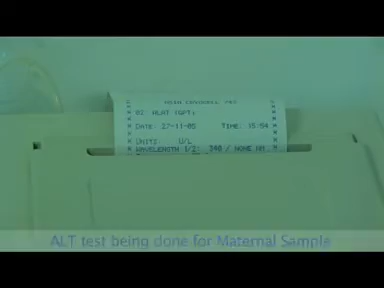 02 ALAT (GPT)
DATE: 27-11-05 TIME: 15:54
UNITS U/L
WAVELENGTH 1/2: 340 / NONE NM
ALT test being done for Maternal Sample